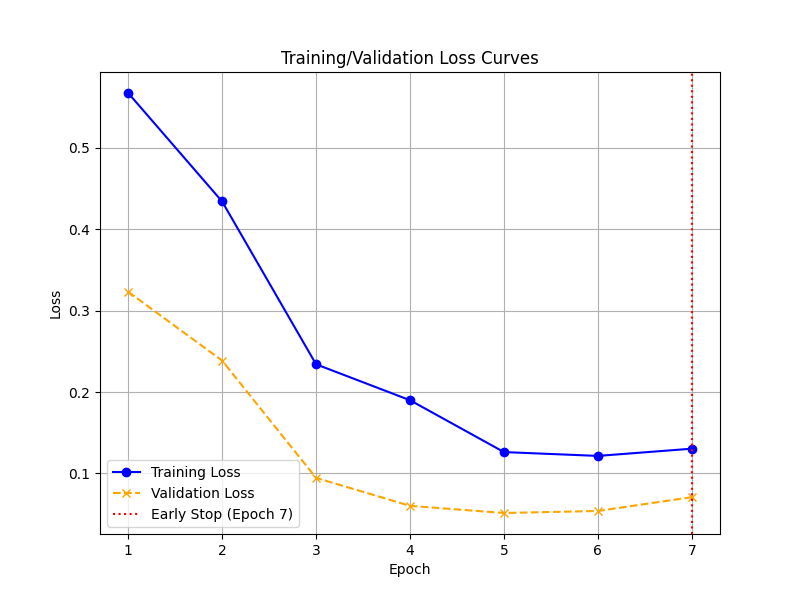 Training/Validation Loss Curves
Loss
0.5
0.4
0.3
0.2
0.1
Training Loss
Validation Loss
Early Stop (Epoch 7)
1 2 3 4 5 6 7
Epoch